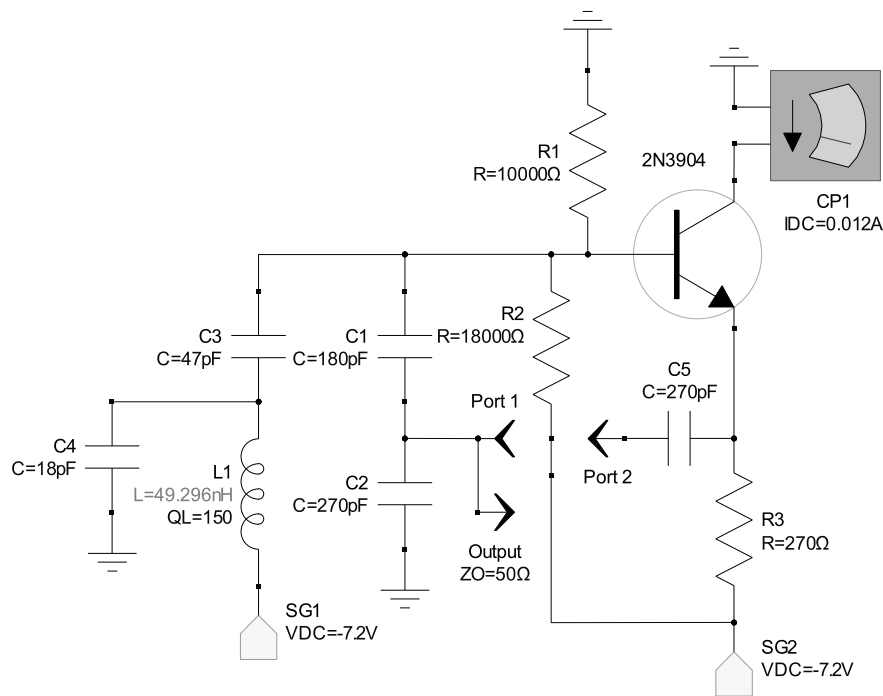 R1
R=10000Ω
2N3904
CP1
IDC=0.012A
R2
R=18000Ω
C3
C=47pF
C1
C=180pF
C5
C=270pF
Port 1
C4
C=18pF
L1
L=49.296nH
QL=150
C2
C=270pF
Port 2
Output
ZO=50Ω
R3
R=270Ω
SG1
VDC=-7.2V
SG2
VDC=-7.2V